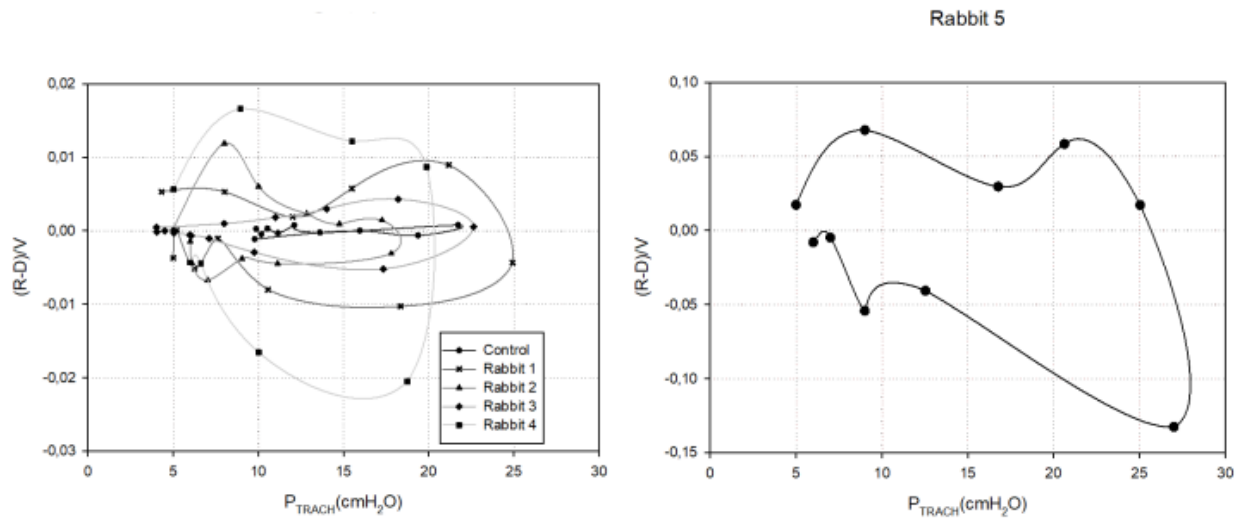 Rabbit 5
0,02
0,01
0,00
-0,01
-0,02
-0,03
(R-D)/V
0 5 10 15 20 25 30
P_TRACH(cmH₂O)
Control
Rabbit 1
Rabbit 2
Rabbit 3
Rabbit 4
0,10
0,05
0,00
-0,05
-0,10
-0,15
(R-D)/V
0 5 10 15 20 25 30
P_TRACH(cmH₂O)